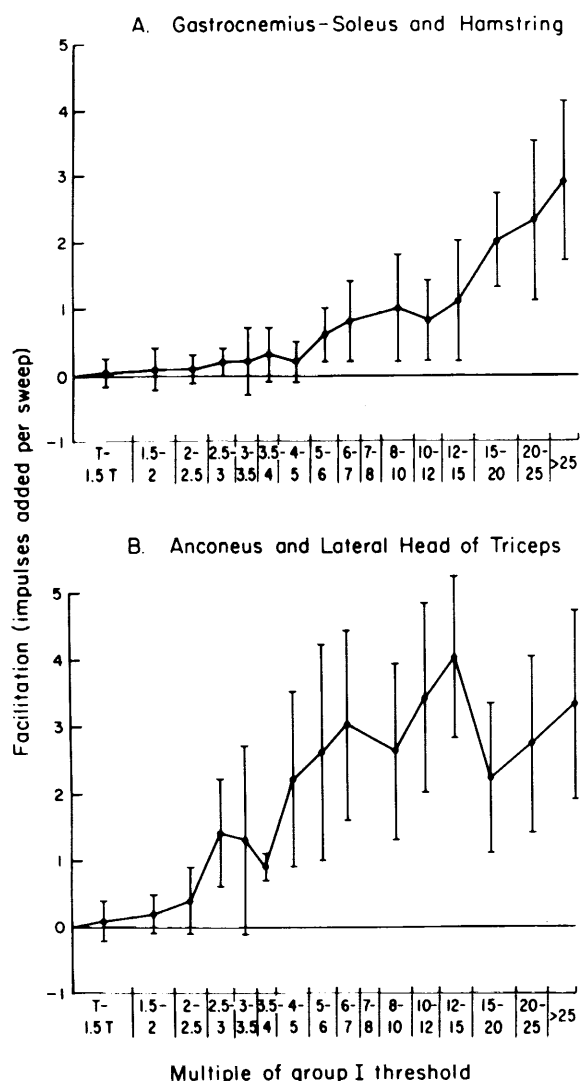 A. Gastrocnemius-Soleus and Hamstring
5
4
3
2
1
0
-1
T- 1.5- 2- 2.5- 3- 3.5- 4- 5- 6- 7- 8- 10- 12- 15- 20- >25
1.5 T 2 2.5 3 3.5 4 5 6 7 8 10 12 15 20 25
Facilitation (impulses added per sweep)
B. Anconeus and Lateral Head of Triceps
5
4
3
2
1
0
-1
T- 1.5- 2- 2.5- 3- 3.5- 4- 5- 6- 7- 8- 10- 12- 15- 20- >25
1.5 T 2 2.5 3 3.5 4 5 6 7 8 10 12 15 20 25
Multiple of group I threshold